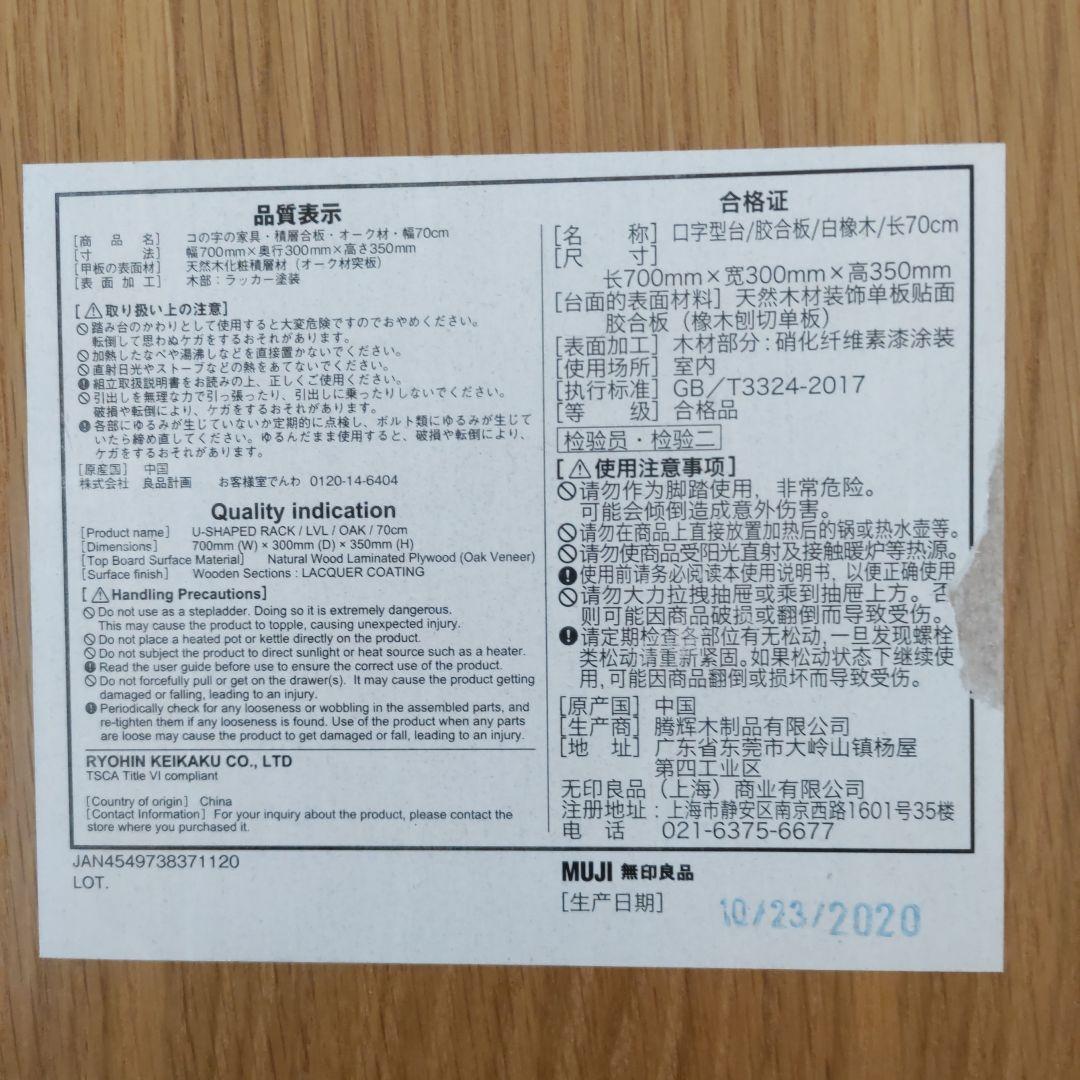 品質表示
[商品名] コの字の家具・積層合板・オーク材・幅70cm
[寸法] 幅700mm×奥行300mm×高さ350mm
[甲板の表面材] 天然木化粧積層材（オーク材突板）
[表面加工] 木部：ラッカー塗装
[⚠取り扱い上の注意]
踏み台のかわりとして使用すると大変危険ですのでおやめください。
転倒して思わぬケガをするおそれがあります。
加熱したなべや湯沸しなどを直接置かないでください。
直射日光やストーブなどの熱をあてないでください。
組立取扱説明書をお読みの上、正しくご使用ください。
引出しを無理な力で引っ張ったり、引出しに乗ったりしないでください。
破損や転倒により、ケガをするおそれがあります。
各部にゆるみが生じていないか定期的に点検し、ボルト類にゆるみが生じて
いたら締め直してください。ゆるんだまま使用すると、破損や転倒により、
ケガをするおそれがあります。
[原産国] 中国
株式会社 良品計画 お客様室でんわ 0120-14-6404
Quality indication
[Product name] U-SHAPED RACK / LVL / OAK / 70cm
[Dimensions] 700mm (W) × 300mm (D) × 350mm (H)
[Top Board Surface Material] Natural Wood Laminated Plywood (Oak Veneer)
[Surface finish] Wooden Sections : LACQUER COATING
[⚠Handling Precautions]
Do not use as a stepladder. Doing so it is extremely dangerous.
This may cause the product to topple, causing unexpected injury.
Do not place a heated pot or kettle directly on the product.
Do not subject the product to direct sunlight or heat source such as a heater.
Read the user guide before use to ensure the correct use of the product.
Do not forcefully pull or get on the drawer(s). It may cause the product getting
damaged or falling, leading to an injury.
Periodically check for any looseness or wobbling in the assembled parts, and
re-tighten them if any looseness is found. Use of the product when any parts
are loose may cause the product to get damaged or fall, leading to an injury.
RYOHIN KEIKAKU CO., LTD
TSCA Title VI compliant
[Country of origin] China
[Contact Information] For your inquiry about the product, please contact the
store where you purchased it.
JAN4549738371120
LOT.
合格证
[名称] 口字型台/胶合板/白橡木/长70cm
[尺寸]
长700mm×宽300mm×高350mm
[台面的表面材料] 天然木材装饰单板贴面
胶合板（橡木刨切单板）
[表面加工] 木材部分：硝化纤维素漆涂装
[使用场所] 室内
[执行标准] GB/T3324-2017
[等级] 合格品
检验员・检验二
[⚠使用注意事项]
请勿作为脚踏使用，非常危险。
可能会倾倒造成意外伤害。
请勿在商品上直接放置加热后的锅或热水壶等。
请勿使商品受阳光直射及接触暖炉等热源。
使用前请务必阅读本使用说明书，以便正确使用
请勿大力拉拽抽屉或乘到抽屉上方。
则可能因商品破损或翻倒而导致受伤。
请定期检查各部位有无松动，一旦发现螺栓
类松动请重新紧固。如果松动状态下继续使
用，可能因商品翻倒或损坏而导致受伤。
[原产国] 中国
[生产商] 腾辉木制品有限公司
[地址] 广东省东莞市大岭山镇杨屋
第四工业区
无印良品（上海）商业有限公司
注册地址：上海市静安区南京西路1601号35楼
电话 021-6375-6677
MUJI 無印良品
[生产日期] 10/23/2020